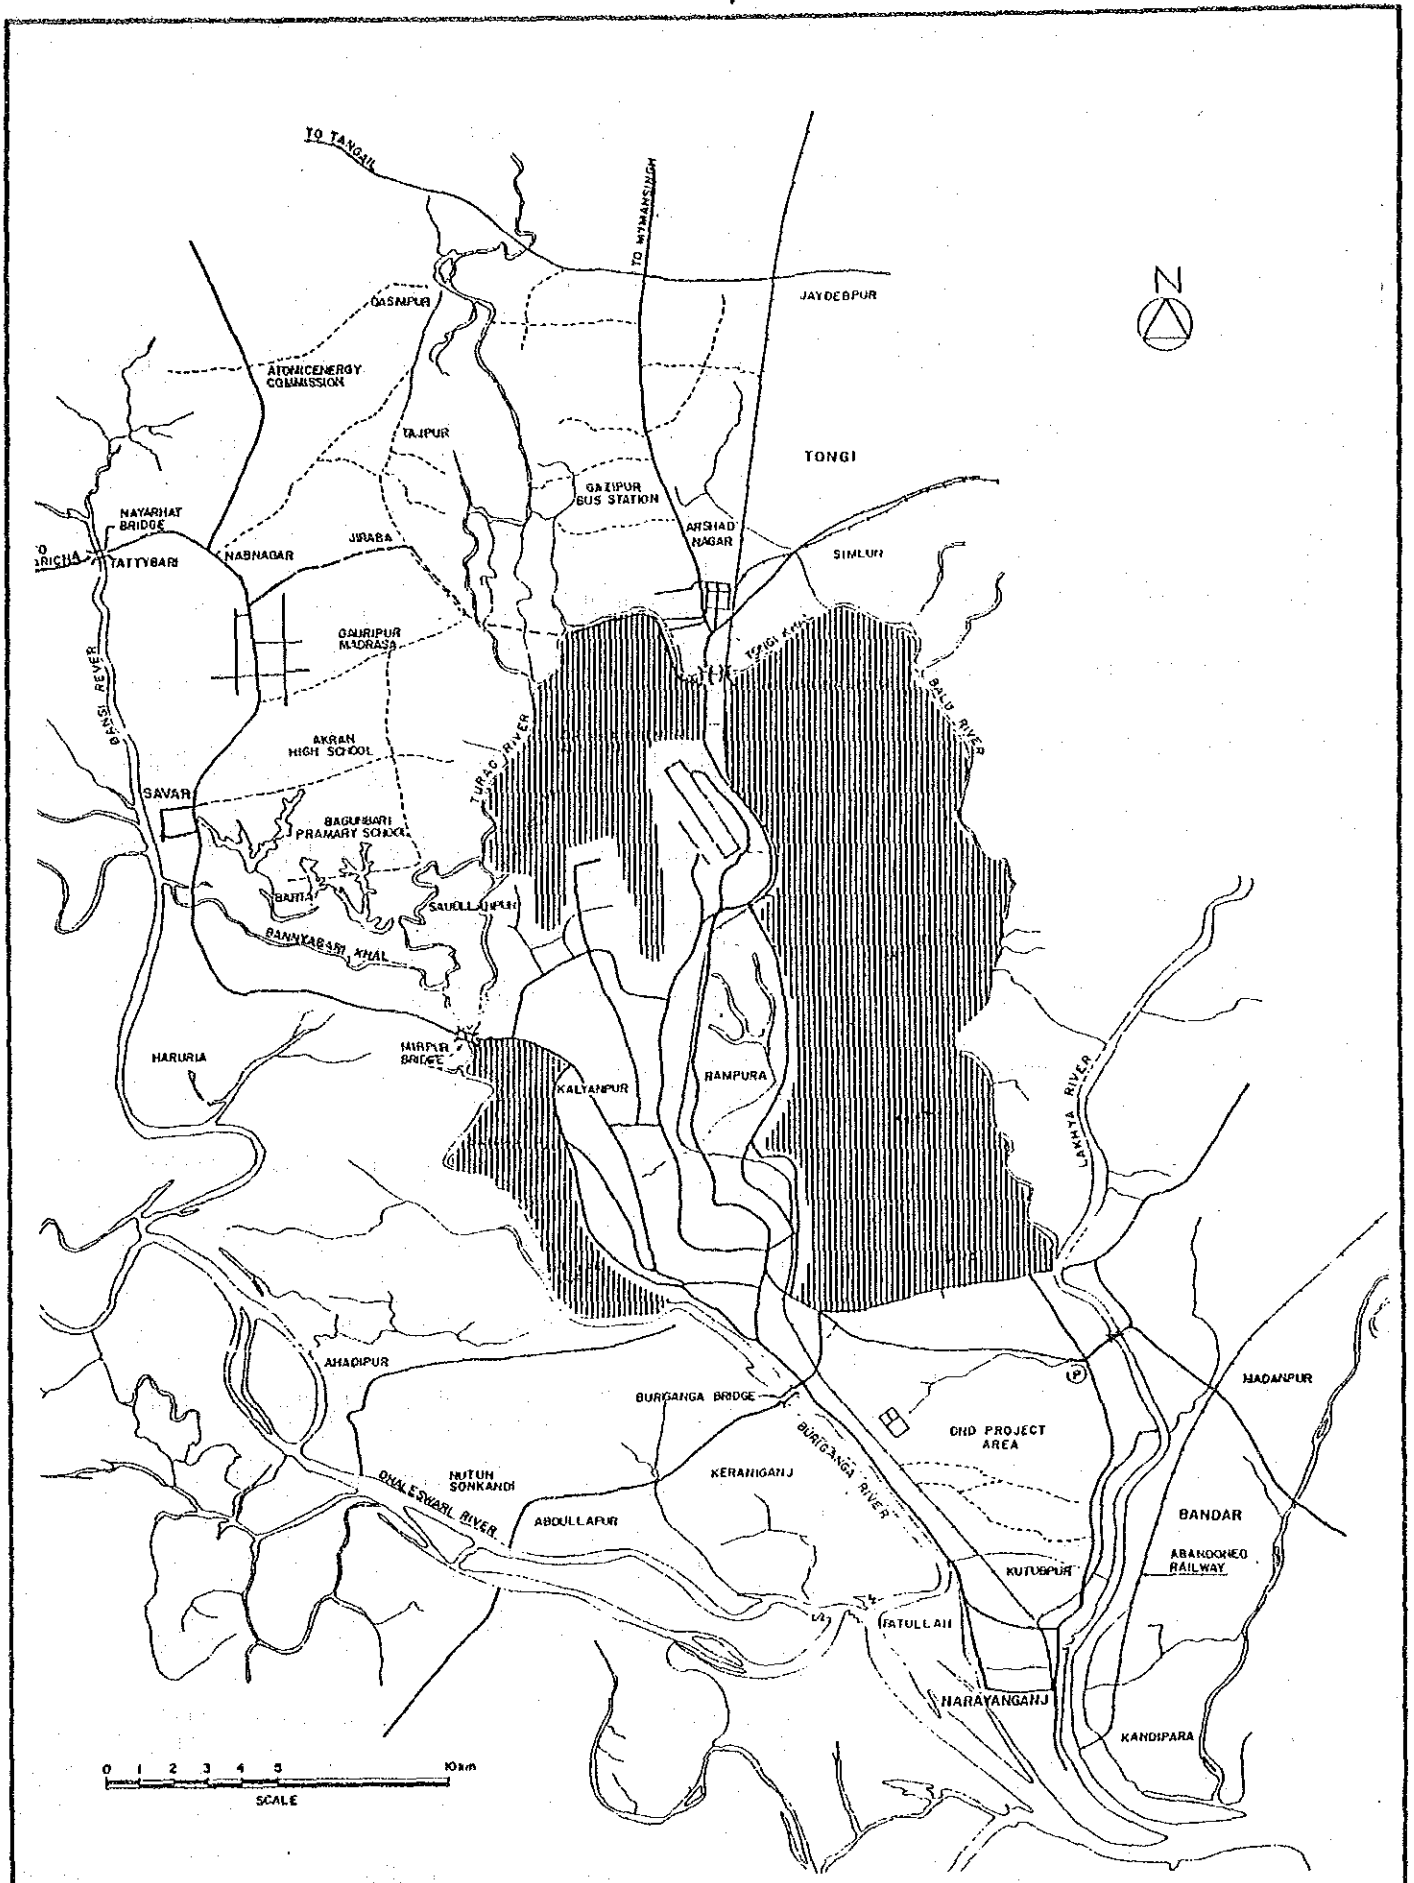 TO TANGAIL
TO MYMANSINGH
N
JAYDEBPUR
QASIMPUR
ATOMICENERGY
COMMISSION
TAJPUR
TONGI
GAZIPUR
BUS STATION
NAYARHAT
BRIDGE
ARSHAD
NAGAR
JIRABA
NABNAGAR
SIMLUN
TO
ARICHA
TATTYBARI
GAURIPUR
MADRASA
TONGI KHAL
BANSI REVER
BALU RIVER
AKRAN
HIGH SCHOOL
TURAG RIVER
SAVAR
BAGUNBARI
PRAMARY SCHOOL
BARTA
SAUDLLAHPUR
BANNYABARI KHAL
HARURIA
MIRPUR
BRIDGE
KALYANPUR
RAMPURA
LAKHYA RIVER
AHADIPUR
BURIGANGA BRIDGE
P
MADANPUR
DND PROJECT
AREA
BURIGANGA RIVER
KERANIGANJ
NUTUN
SONKANDI
DHALESWARI RIVER
ABDULLAPUR
BANDAR
ABANDONED
RAILWAY
KUTUBPUR
FATULLAH
NARAYANGANJ
KANDIPARA
0 1 2 3 4 5 10km
SCALE